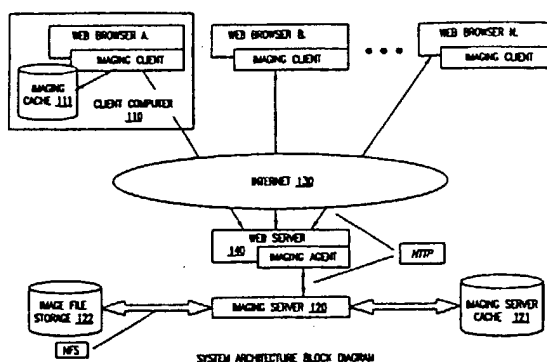 WEB BROWSER A.
IMAGING CLIENT
IMAGING CACHE 111
CLIENT COMPUTER 110
WEB BROWSER B.
IMAGING CLIENT
WEB BROWSER N.
IMAGING CLIENT
INTERNET 130
WEB SERVER
140
IMAGING AGENT
HTTP
IMAGE FILE STORAGE 122
IMAGING SERVER 120
IMAGING SERVER CACHE 121
NFS
SYSTEM ARCHITECTURE BLOCK DIAGRAM